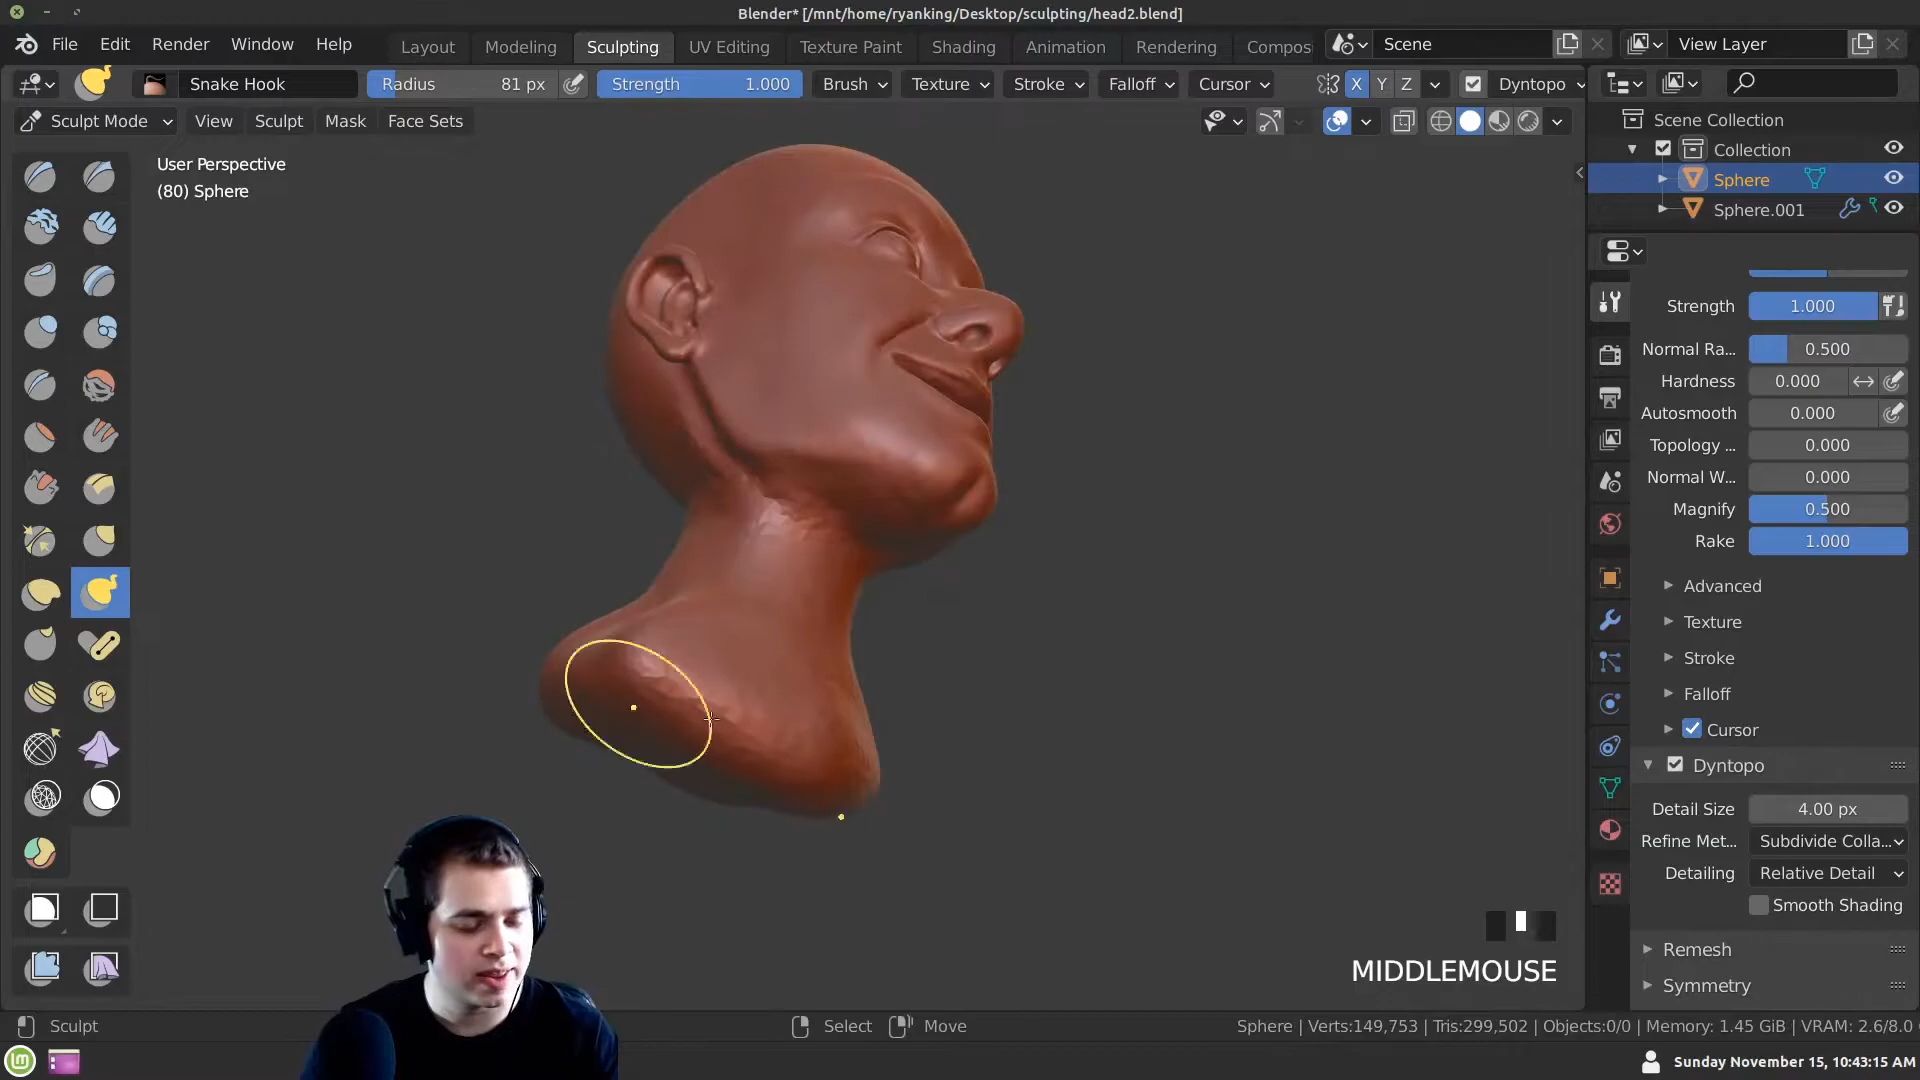 Blender* [/mnt/home/ryanking/Desktop/sculpting/head2.blend]
File Edit Render Window Help Layout Modeling Sculpting UV Editing Texture Paint Shading Animation Rendering Compos Scene View Layer
Snake Hook Radius 81 px Strength 1.000 Brush Texture Stroke Falloff Cursor X Y Z Dyntopo
Sculpt Mode View Sculpt Mask Face Sets
User Perspective
(80) Sphere
Scene Collection
Collection
Sphere
Sphere.001
Strength 1.000
Normal Ra... 0.500
Hardness 0.000
Autosmooth 0.000
Topology ... 0.000
Normal W... 0.000
Magnify 0.500
Rake 1.000
Advanced
Texture
Stroke
Falloff
Cursor
Dyntopo
Detail Size 4.00 px
Refine Met... Subdivide Colla...
Detailing Relative Detail
Smooth Shading
Remesh
Symmetry
MIDDLEMOUSE
Sculpt Select Move Sphere | Verts:149,753 | Tris:299,502 | Objects:0/0 | Memory: 1.45 GiB | VRAM: 2.6/8.0
Sunday November 15, 10:43:15 AM